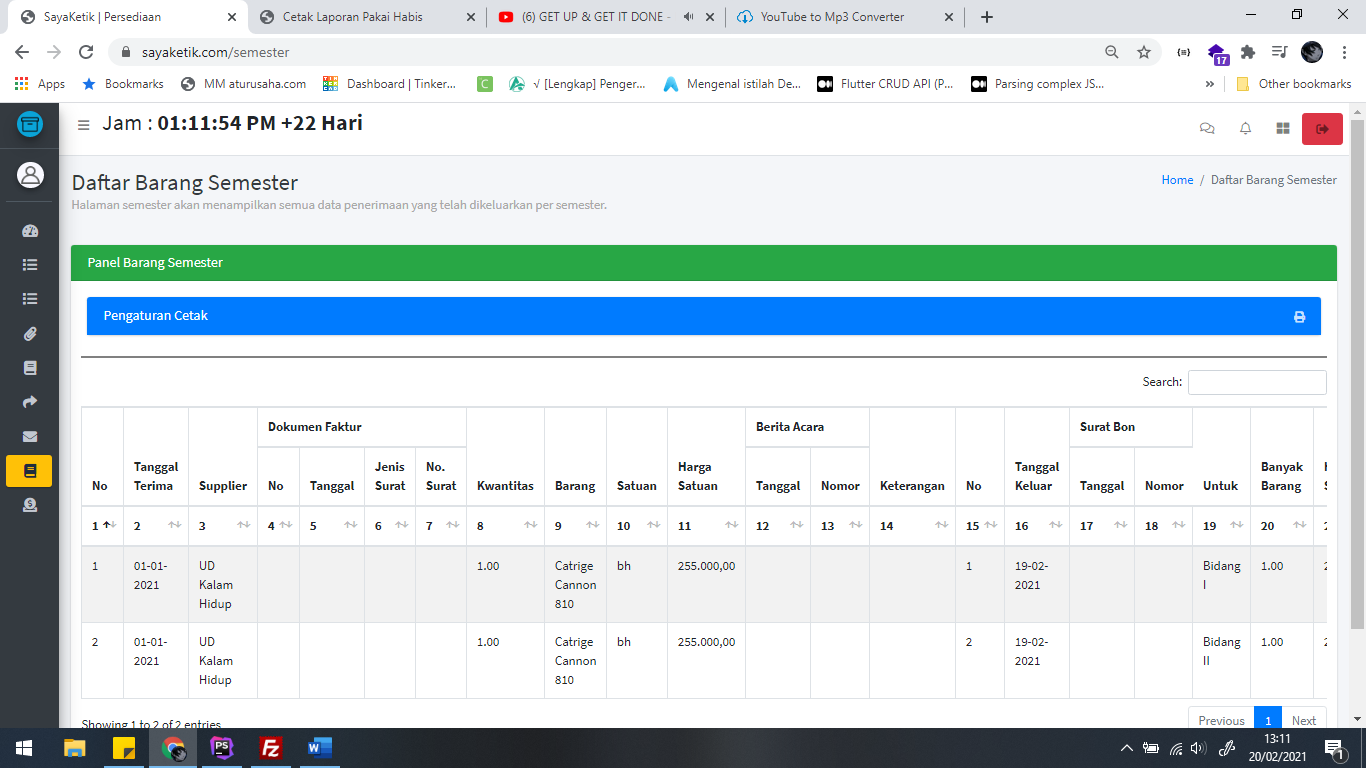 SayaKetik | Persediaan
Cetak Laporan Pakai Habis
(6) GET UP & GET IT DONE -
YouTube to Mp3 Converter
sayaketik.com/semester
17
Apps
Bookmarks
MM aturusaha.com
Dashboard | Tinker...
C
√ [Lengkap] Penger...
Mengenal istilah De...
Flutter CRUD API (P...
Parsing complex JS...
»
Other bookmarks
Jam : 01:11:54 PM +22 Hari
Daftar Barang Semester
Home / Daftar Barang Semester
Halaman semester akan menampilkan semua data penerimaan yang telah dikeluarkan per semester.
Panel Barang Semester
Pengaturan Cetak
Search:
Dokumen Faktur Berita Acara Surat Bon
No Tanggal Terima Supplier No Tanggal Jenis Surat No. Surat Kwantitas Barang Satuan Harga Satuan Tanggal Nomor Keterangan No Tanggal Keluar Tanggal Nomor Untuk Banyak Barang
1 2 3 4 5 6 7 8 9 10 11 12 13 14 15 16 17 18 19 20
1 01-01-2021 UD Kalam Hidup 1.00 Catrige Cannon 810 bh 255.000,00 1 19-02-2021 Bidang I 1.00
2 01-01-2021 UD Kalam Hidup 1.00 Catrige Cannon 810 bh 255.000,00 2 19-02-2021 Bidang II 1.00
Showing 1 to 2 of 2 entries
Previous 1 Next
PS
FZ
W
13:11
20/02/2021
1